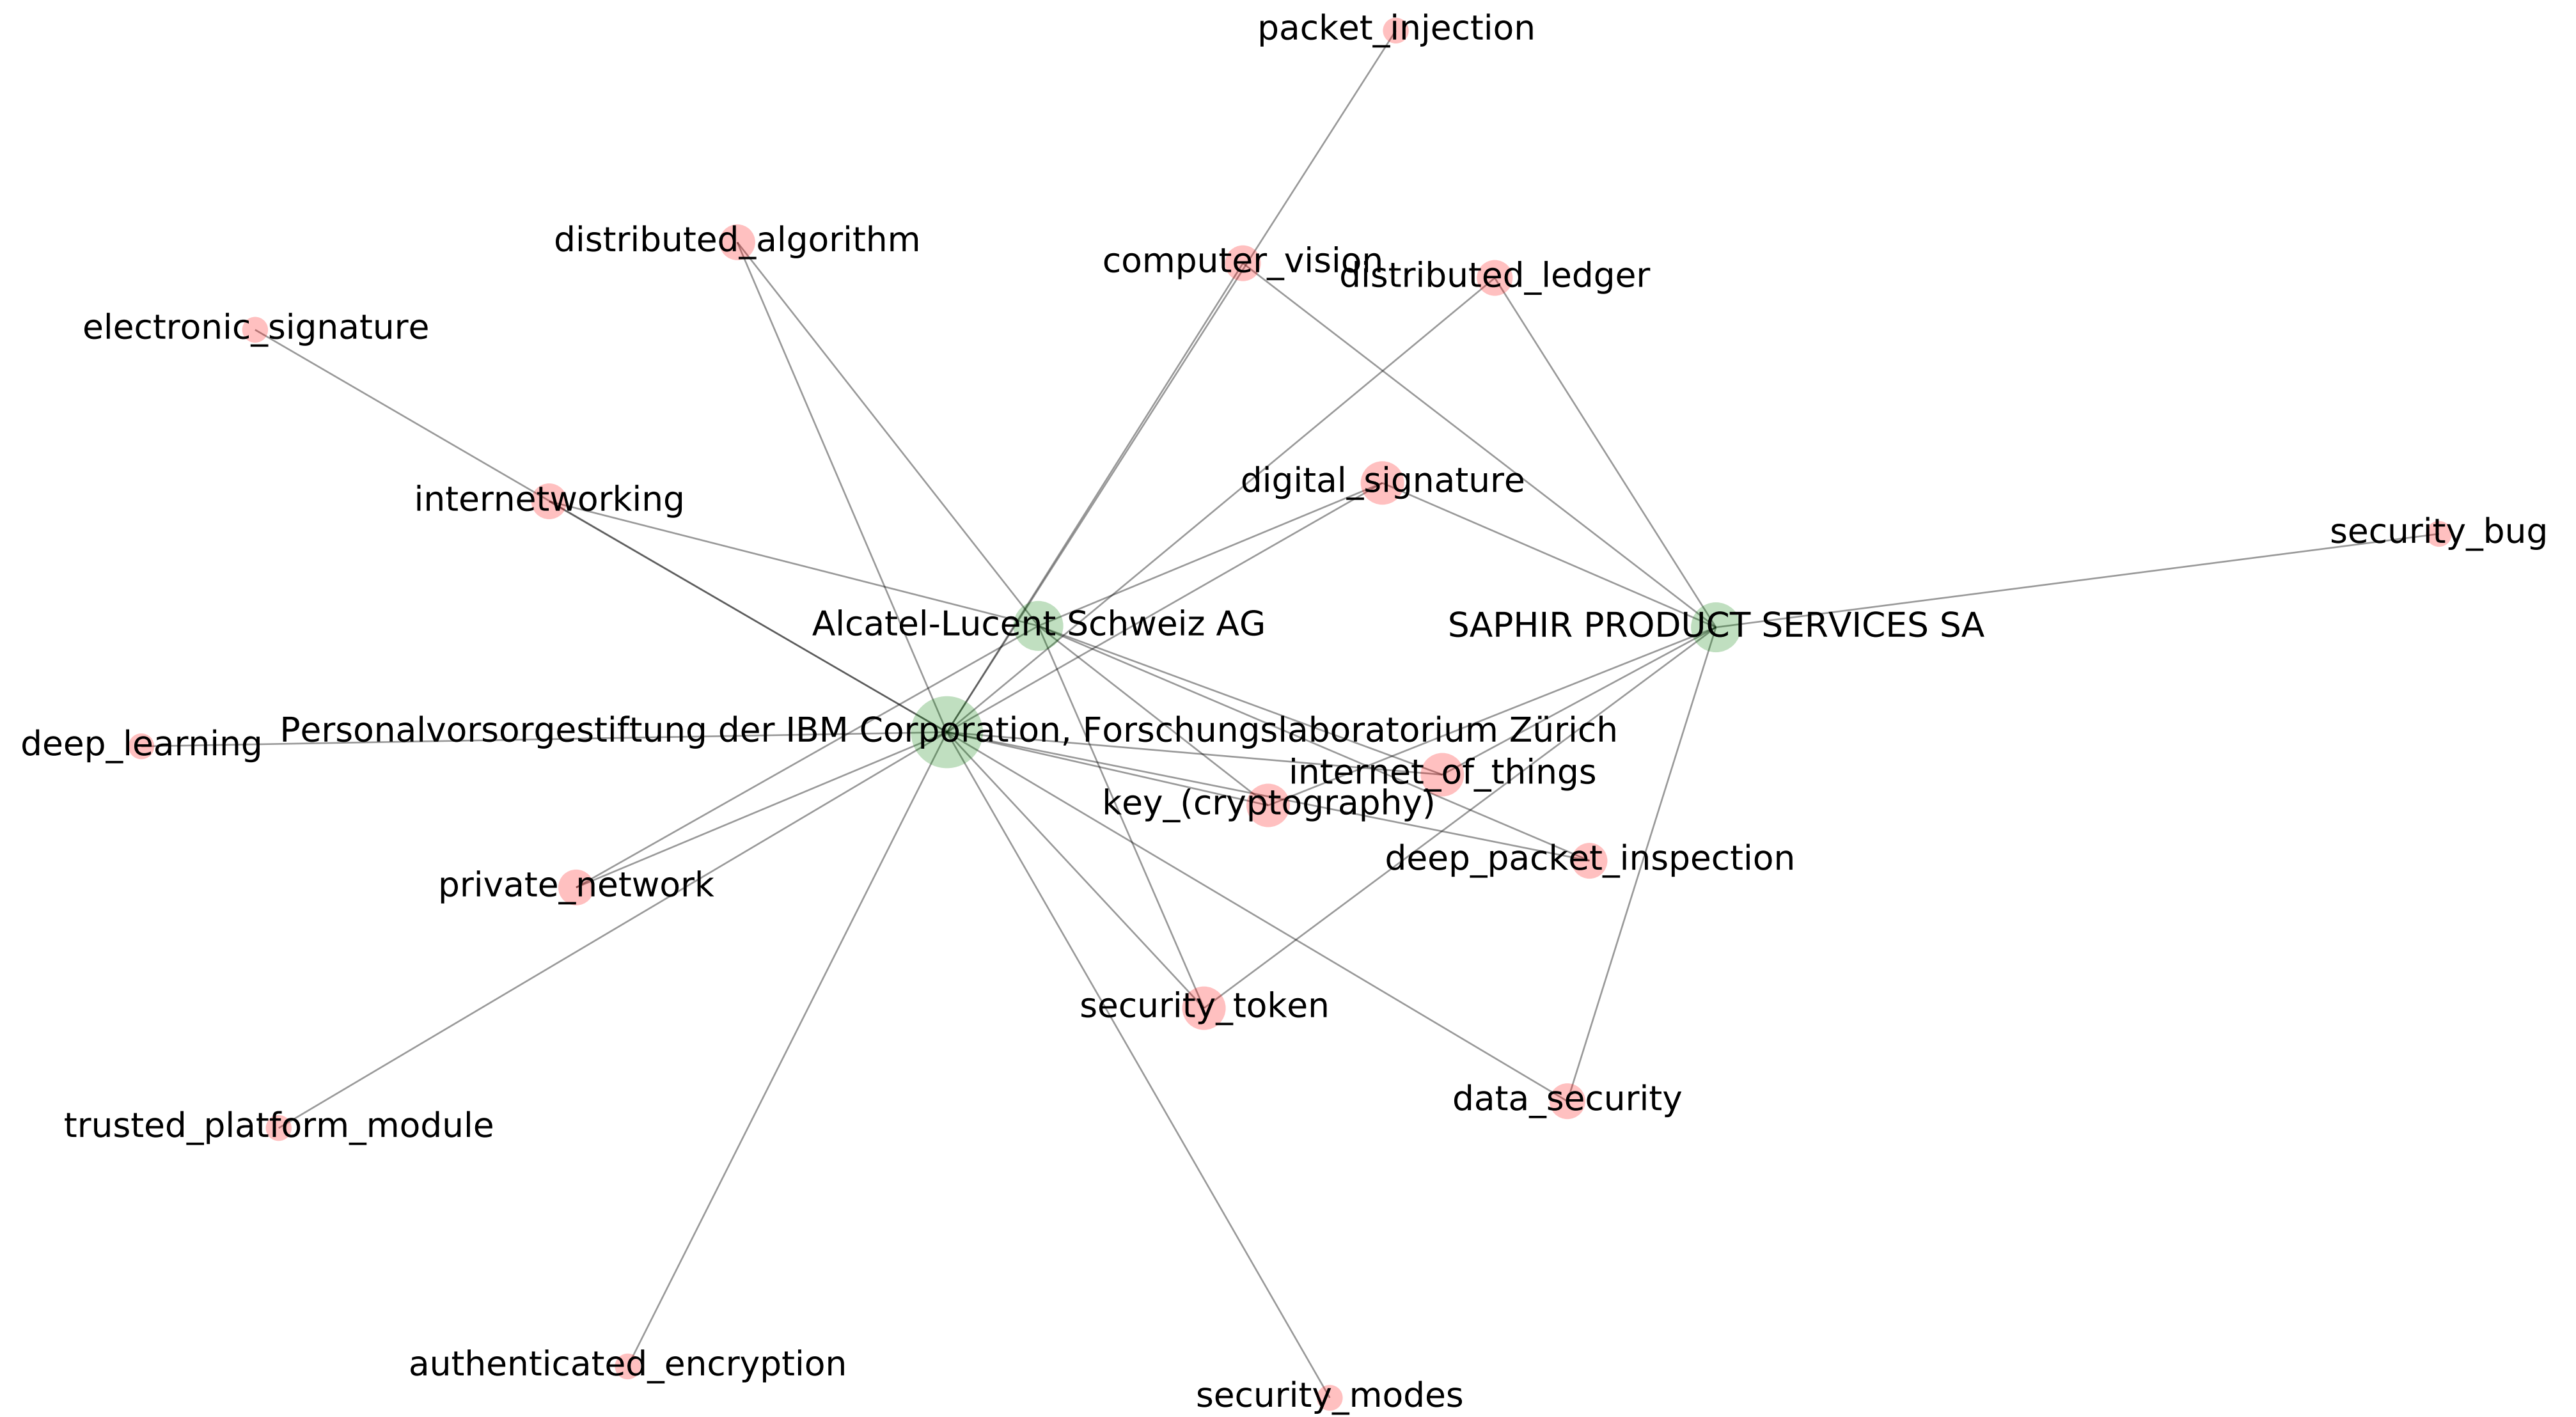 packet_injection
distributed_algorithm
computer_vision
distributed_ledger
electronic_signature
digital_signature
internetworking
security_bug
Alcatel-Lucent Schweiz AG
SAPHIR PRODUCT SERVICES SA
Personalvorsorgestiftung der IBM Corporation, Forschungslaboratorium Zürich
deep_learning
internet_of_things
key_(cryptography)
deep_packet_inspection
private_network
security_token
data_security
trusted_platform_module
authenticated_encryption
security_modes